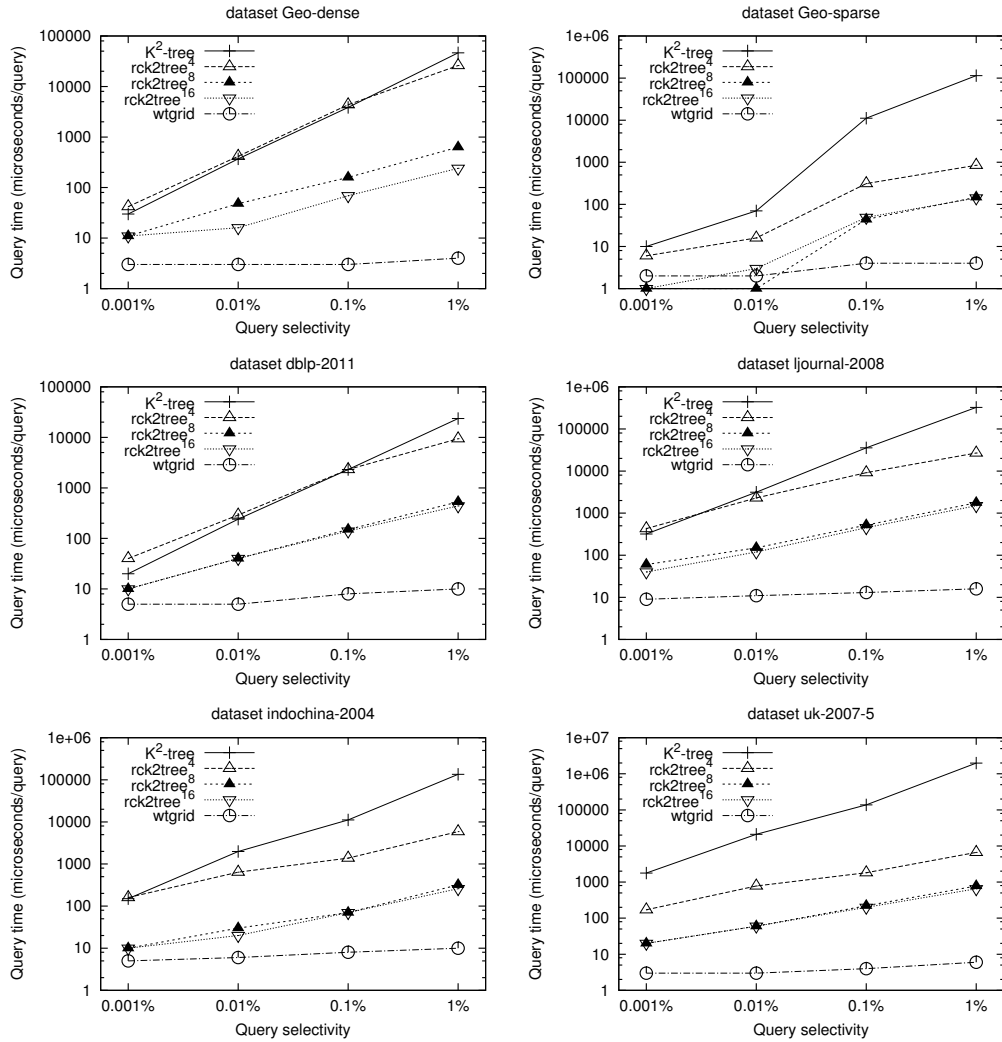 dataset Geo-dense
100000
10000
1000
100
10
1
0.001% 0.01% 0.1% 1%
Query time (microseconds/query)
Query selectivity
K²-tree
rck2tree⁴
rck2tree⁸
rck2tree¹⁶
wtgrid
dataset Geo-sparse
1e+06
100000
10000
1000
100
10
1
0.001% 0.01% 0.1% 1%
Query time (microseconds/query)
Query selectivity
K²-tree
rck2tree⁴
rck2tree⁸
rck2tree¹⁶
wtgrid
dataset dblp-2011
100000
10000
1000
100
10
1
0.001% 0.01% 0.1% 1%
Query time (microseconds/query)
Query selectivity
K²-tree
rck2tree⁴
rck2tree⁸
rck2tree¹⁶
wtgrid
dataset ljournal-2008
1e+06
100000
10000
1000
100
10
1
0.001% 0.01% 0.1% 1%
Query time (microseconds/query)
Query selectivity
K²-tree
rck2tree⁴
rck2tree⁸
rck2tree¹⁶
wtgrid
dataset indochina-2004
1e+06
100000
10000
1000
100
10
1
0.001% 0.01% 0.1% 1%
Query time (microseconds/query)
Query selectivity
K²-tree
rck2tree⁴
rck2tree⁸
rck2tree¹⁶
wtgrid
dataset uk-2007-5
1e+07
1e+06
100000
10000
1000
100
10
1
0.001% 0.01% 0.1% 1%
Query time (microseconds/query)
Query selectivity
K²-tree
rck2tree⁴
rck2tree⁸
rck2tree¹⁶
wtgrid